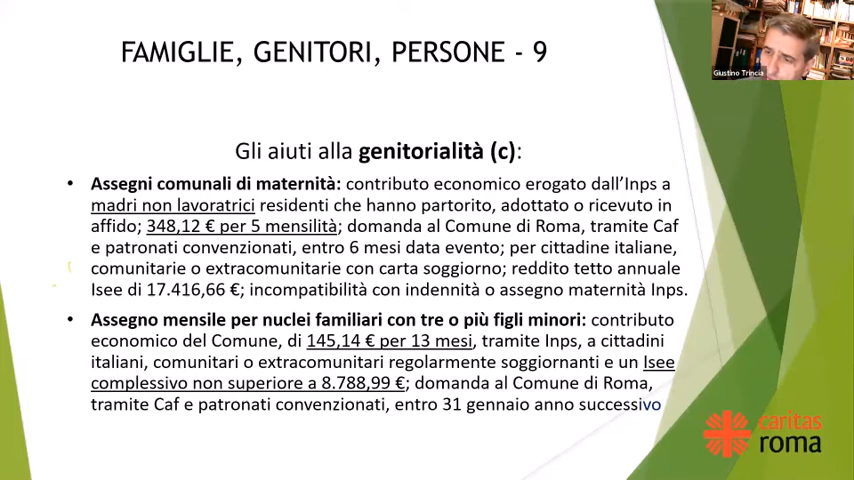 FAMIGLIE, GENITORI, PERSONE - 9
Giustino Trincia
Gli aiuti alla genitorialità (c):
• Assegni comunali di maternità: contributo economico erogato dall'Inps a
madri non lavoratrici residenti che hanno partorito, adottato o ricevuto in
affido; 348,12 € per 5 mensilità; domanda al Comune di Roma, tramite Caf
e patronati convenzionati, entro 6 mesi data evento; per cittadine italiane,
comunitarie o extracomunitarie con carta soggiorno; reddito tetto annuale
Isee di 17.416,66 €; incompatibilità con indennità o assegno maternità Inps.
• Assegno mensile per nuclei familiari con tre o più figli minori: contributo
economico del Comune, di 145,14 € per 13 mesi, tramite Inps, a cittadini
italiani, comunitari o extracomunitari regolarmente soggiornanti e un Isee
complessivo non superiore a 8.788,99 €; domanda al Comune di Roma,
tramite Caf e patronati convenzionati, entro 31 gennaio anno successivo
caritas
roma